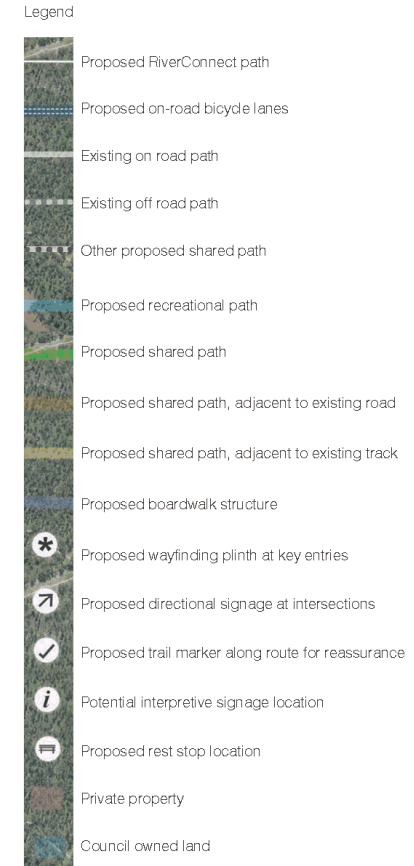 Legend
Proposed RiverConnect path
Proposed on-road bicycle lanes
Existing on road path
Existing off road path
Other proposed shared path
Proposed recreational path
Proposed shared path
Proposed shared path, adjacent to existing road
Proposed shared path, adjacent to existing track
Proposed boardwalk structure
Proposed wayfinding plinth at key entries
Proposed directional signage at intersections
Proposed trail marker along route for reassurance
i
Potential interpretive signage location
Proposed rest stop location
Private property
Council owned land